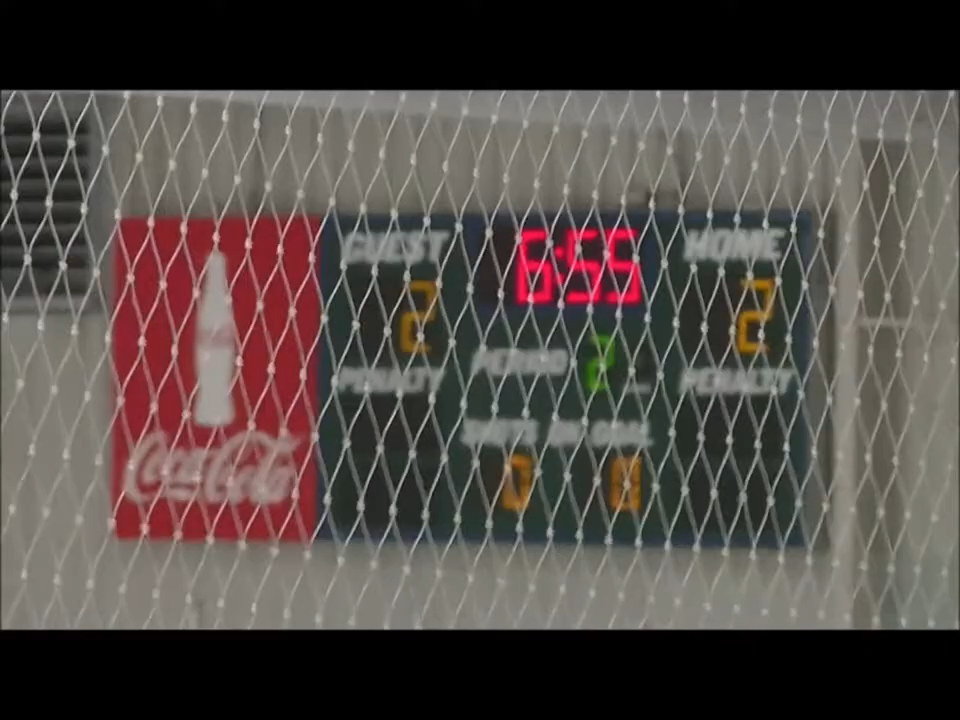 Coca-Cola
GUEST 6:55 HOME
2 2
PERIOD 2
PENALTY PENALTY
SHOTS ON GOAL
0 0